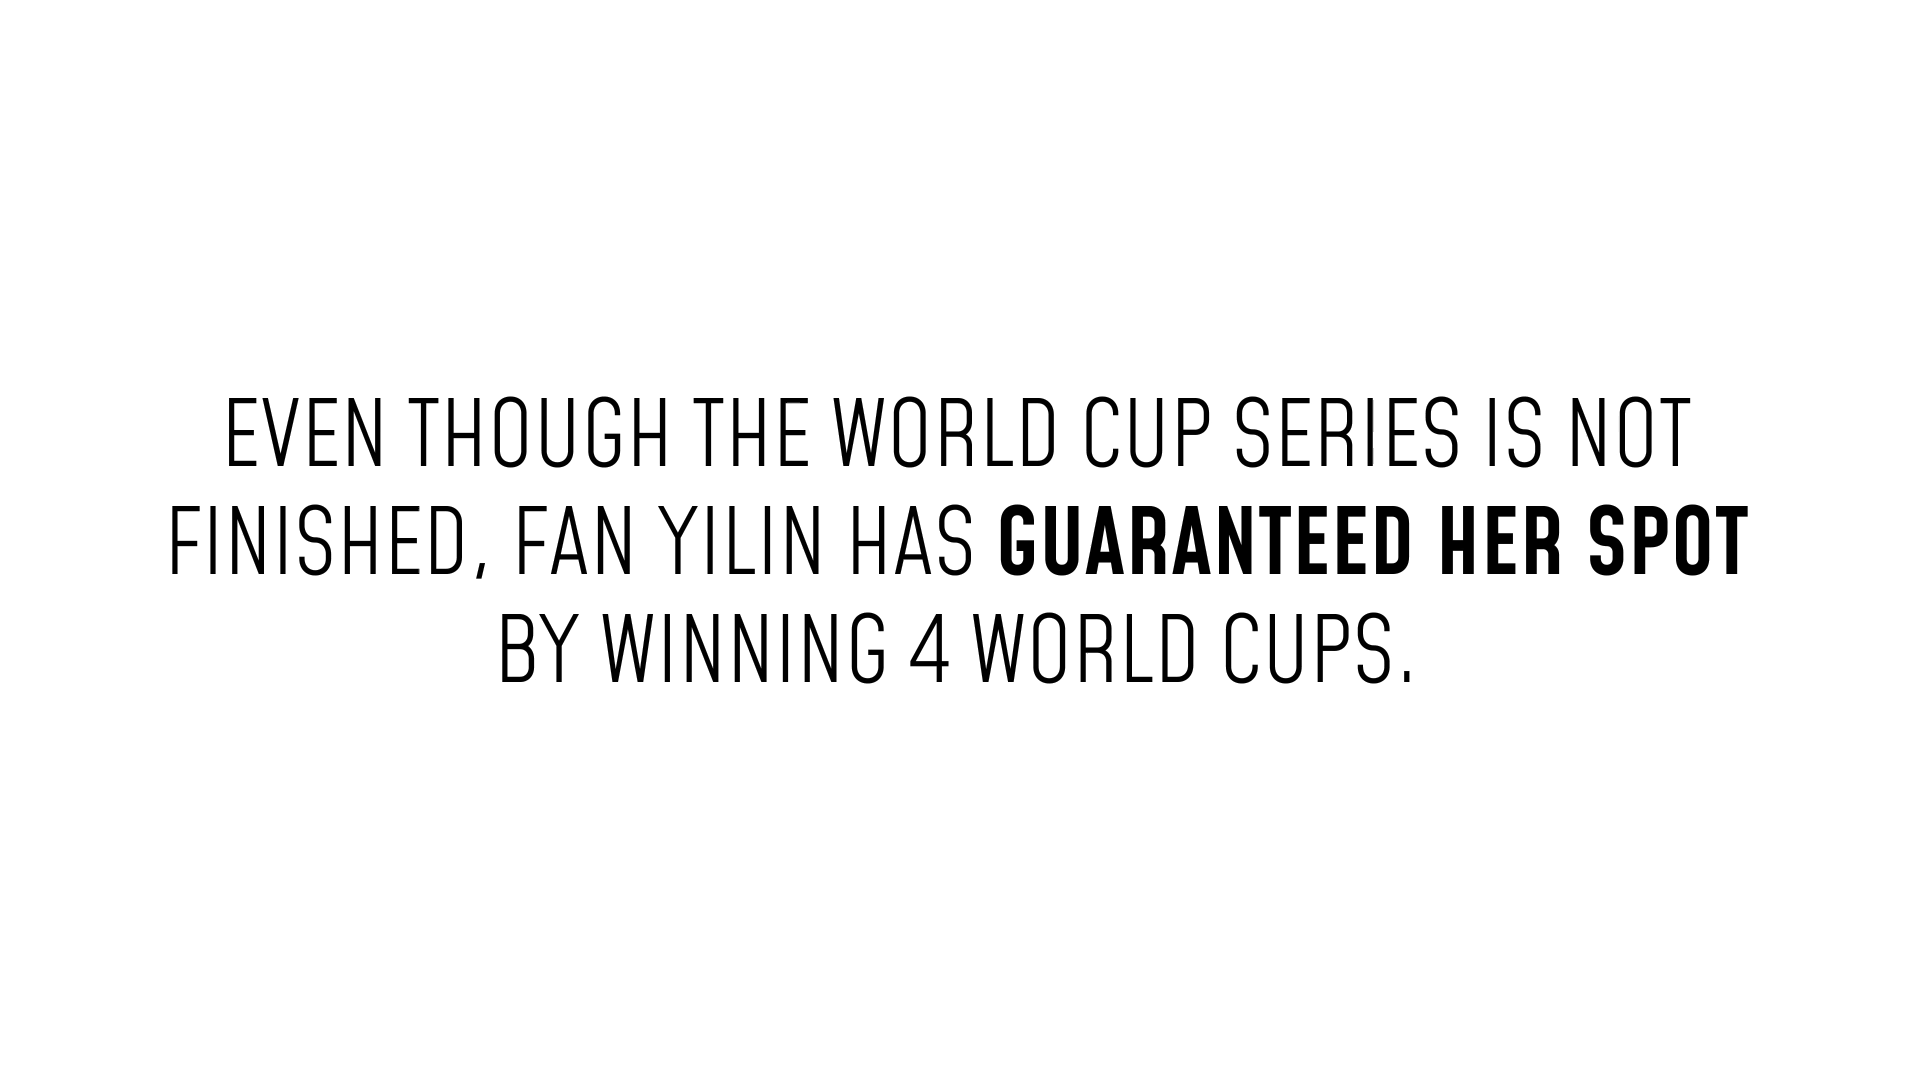 EVEN THOUGH THE WORLD CUP SERIES IS NOT
FINISHED, FAN YILIN HAS GUARANTEED HER SPOT
BY WINNING 4 WORLD CUPS.